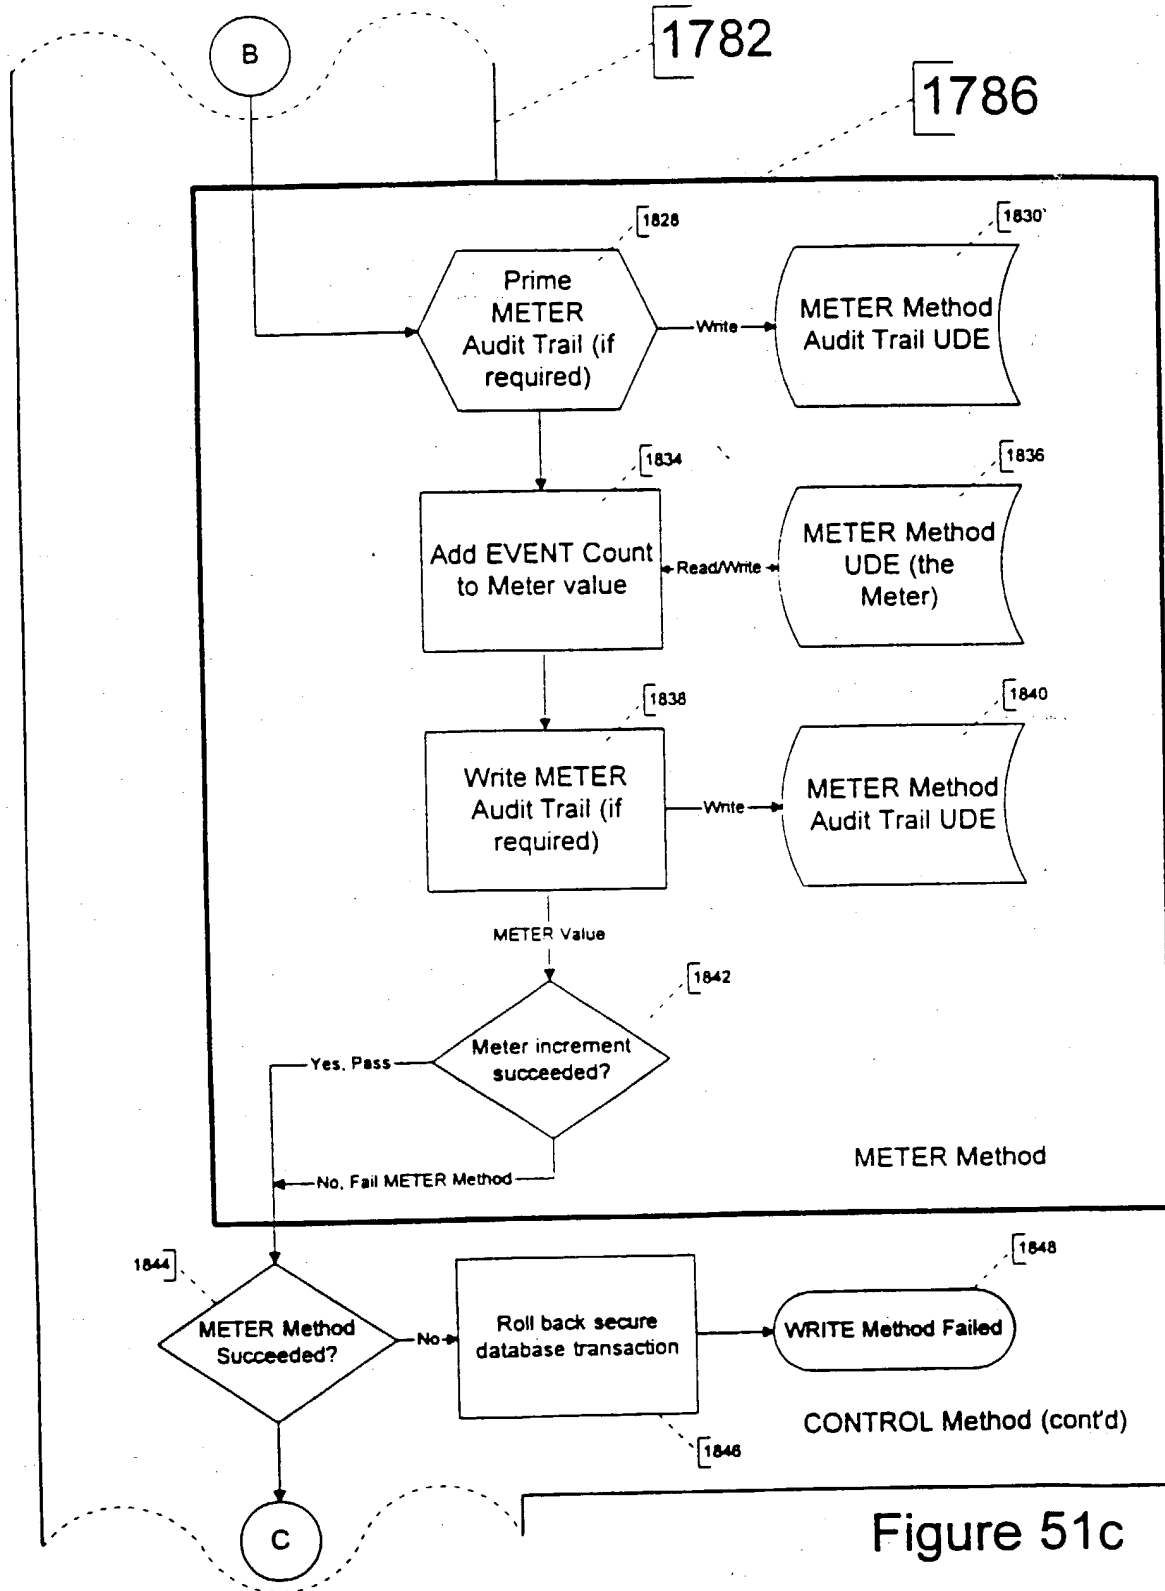 B
1782
1786
1828
1830
Prime
METER
Audit Trail (if
required)
Write
METER Method
Audit Trail UDE
1834
1836
Add EVENT Count
to Meter value
Read/Write
METER Method
UDE (the
Meter)
1838
1840
Write METER
Audit Trail (if
required)
Write
METER Method
Audit Trail UDE
METER Value
1842
Meter increment
succeeded?
Yes, Pass
No, Fail METER Method
METER Method
1844
1848
METER Method
Succeeded?
No
Roll back secure
database transaction
WRITE Method Failed
1846
CONTROL Method (cont'd)
C
Figure 51c